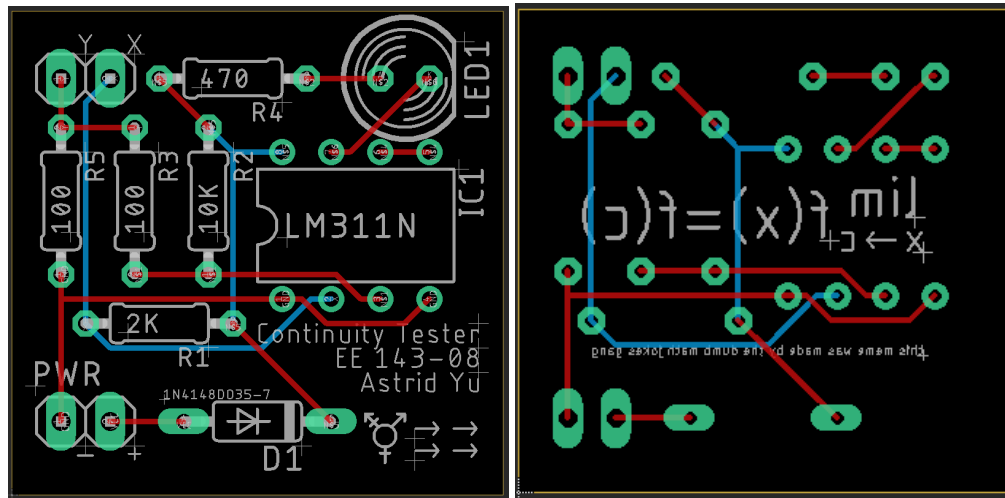 Y X
470
R4
LED1
R5
R3
R2
100
100
10K
IC1
LM311N
2K
R1
Continuity Tester
EE 143-08
Astrid Yu
PWR
1N4148DO35-7
- +
D1
lim f(x)=f(c)
x→c
this meme was made by the dumb math jokes gang